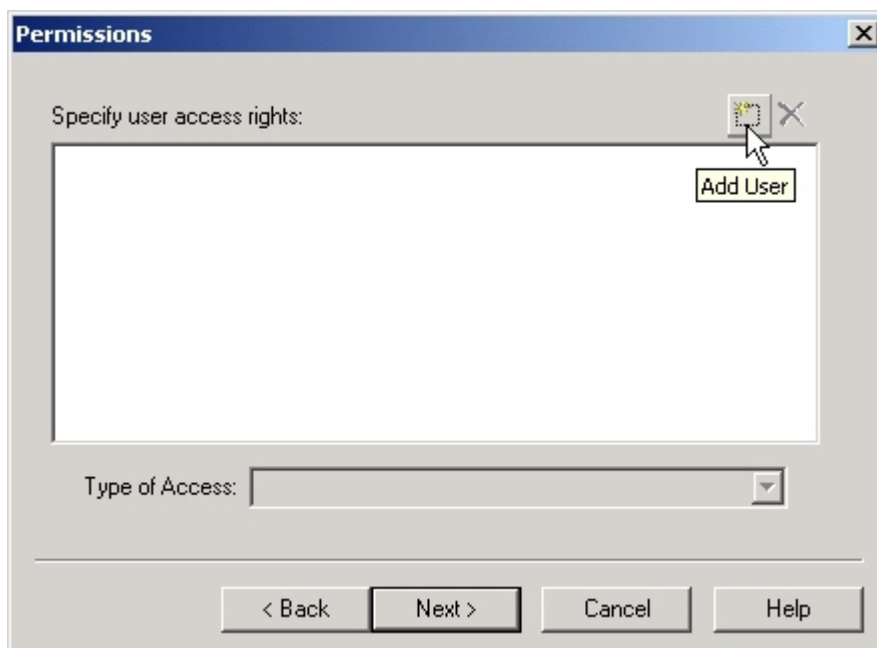 Permissions
Specify user access rights:
Add User
Type of Access:
< Back Next > Cancel Help